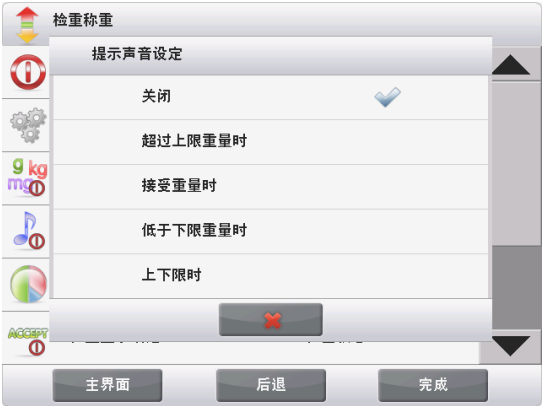 检重称重
提示声音设定
关闭
超过上限重量时
g kg
mg
接受重量时
低于下限重量时
上下限时
ACCEPT
主界面
后退
完成